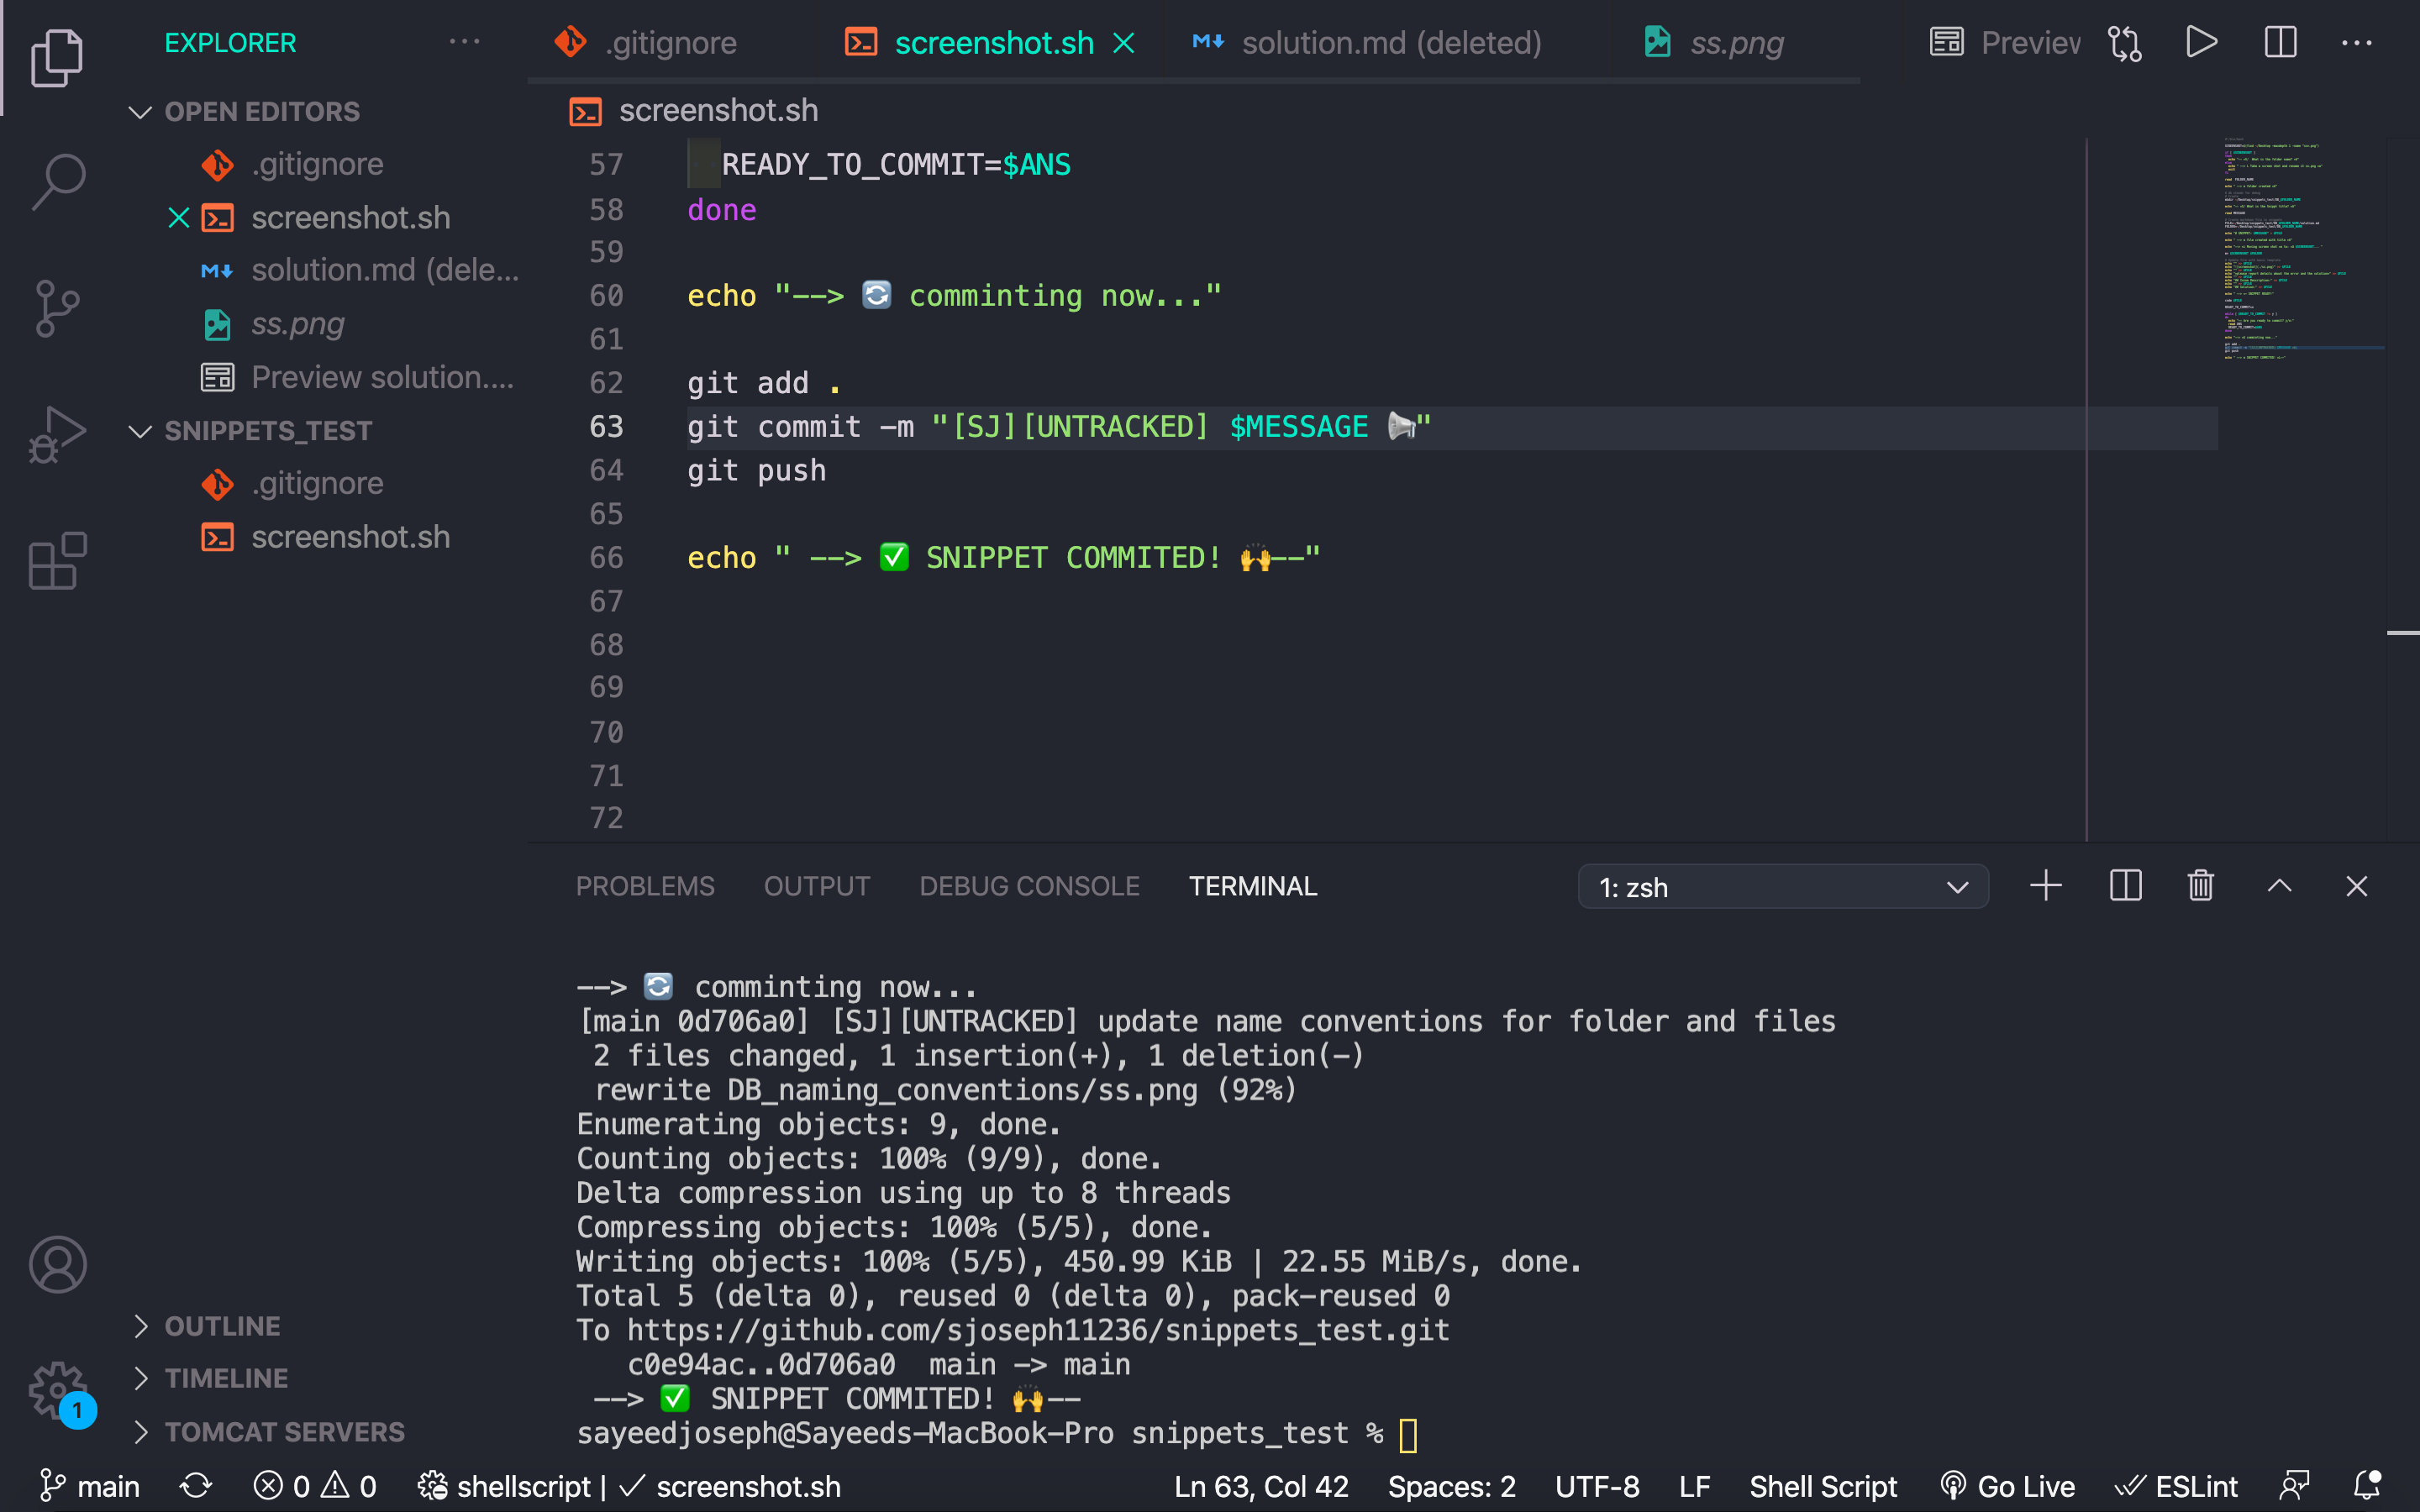 EXPLORER
OPEN EDITORS
.gitignore
screenshot.sh
solution.md (dele...
ss.png
Preview solution....
SNIPPETS_TEST
.gitignore
screenshot.sh
OUTLINE
TIMELINE
TOMCAT SERVERS
1
.gitignore
screenshot.sh
solution.md (deleted)
ss.png
Preview
screenshot.sh
57 READY_TO_COMMIT=$ANS
58 done
59
60 echo "--> 🔄 comminting now..."
61
62 git add .
63 git commit -m "[SJ][UNTRACKED] $MESSAGE 📢"
64 git push
65
66 echo " --> ✅ SNIPPET COMMITED! 🙌--"
67
68
69
70
71
72
PROBLEMS OUTPUT DEBUG CONSOLE TERMINAL 1: zsh
--> 🔄 comminting now...
[main 0d706a0] [SJ][UNTRACKED] update name conventions for folder and files
2 files changed, 1 insertion(+), 1 deletion(-)
rewrite DB_naming_conventions/ss.png (92%)
Enumerating objects: 9, done.
Counting objects: 100% (9/9), done.
Delta compression using up to 8 threads
Compressing objects: 100% (5/5), done.
Writing objects: 100% (5/5), 450.99 KiB | 22.55 MiB/s, done.
Total 5 (delta 0), reused 0 (delta 0), pack-reused 0
To https://github.com/sjoseph11236/snippets_test.git
c0e94ac..0d706a0 main -> main
--> ✅ SNIPPET COMMITED! 🙌--
sayeedjoseph@Sayeeds-MacBook-Pro snippets_test %
main 0 0 shellscript | ✓ screenshot.sh Ln 63, Col 42 Spaces: 2 UTF-8 LF Shell Script Go Live ESLint